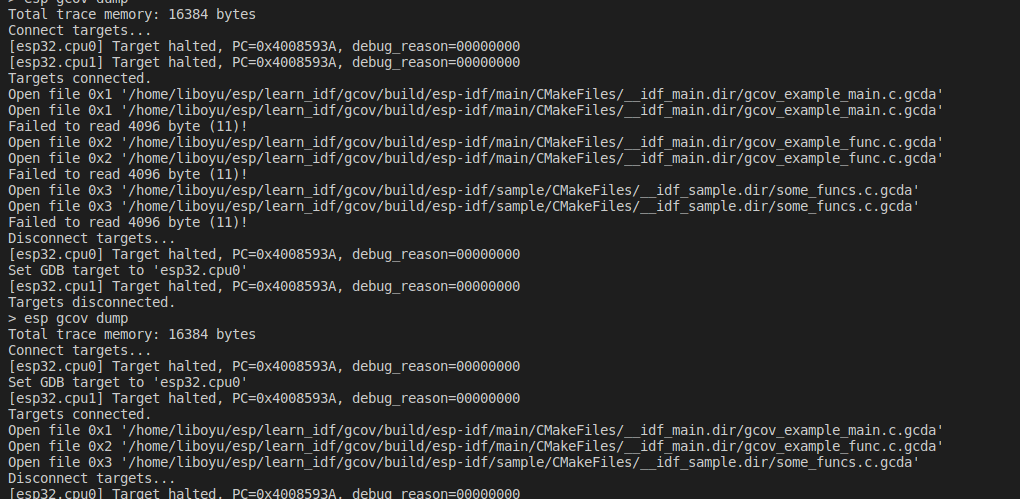 > esp gcov dump
Total trace memory: 16384 bytes
Connect targets...
[esp32.cpu0] Target halted, PC=0x4008593A, debug_reason=00000000
[esp32.cpu1] Target halted, PC=0x4008593A, debug_reason=00000000
Targets connected.
Open file 0x1 '/home/liboyu/esp/learn_idf/gcov/build/esp-idf/main/CMakeFiles/__idf_main.dir/gcov_example_main.c.gcda'
Open file 0x1 '/home/liboyu/esp/learn_idf/gcov/build/esp-idf/main/CMakeFiles/__idf_main.dir/gcov_example_main.c.gcda'
Failed to read 4096 byte (11)!
Open file 0x2 '/home/liboyu/esp/learn_idf/gcov/build/esp-idf/main/CMakeFiles/__idf_main.dir/gcov_example_func.c.gcda'
Open file 0x2 '/home/liboyu/esp/learn_idf/gcov/build/esp-idf/main/CMakeFiles/__idf_main.dir/gcov_example_func.c.gcda'
Failed to read 4096 byte (11)!
Open file 0x3 '/home/liboyu/esp/learn_idf/gcov/build/esp-idf/sample/CMakeFiles/__idf_sample.dir/some_funcs.c.gcda'
Open file 0x3 '/home/liboyu/esp/learn_idf/gcov/build/esp-idf/sample/CMakeFiles/__idf_sample.dir/some_funcs.c.gcda'
Failed to read 4096 byte (11)!
Disconnect targets...
[esp32.cpu0] Target halted, PC=0x4008593A, debug_reason=00000000
Set GDB target to 'esp32.cpu0'
[esp32.cpu1] Target halted, PC=0x4008593A, debug_reason=00000000
Targets disconnected.
> esp gcov dump
Total trace memory: 16384 bytes
Connect targets...
[esp32.cpu0] Target halted, PC=0x4008593A, debug_reason=00000000
Set GDB target to 'esp32.cpu0'
[esp32.cpu1] Target halted, PC=0x4008593A, debug_reason=00000000
Targets connected.
Open file 0x1 '/home/liboyu/esp/learn_idf/gcov/build/esp-idf/main/CMakeFiles/__idf_main.dir/gcov_example_main.c.gcda'
Open file 0x2 '/home/liboyu/esp/learn_idf/gcov/build/esp-idf/main/CMakeFiles/__idf_main.dir/gcov_example_func.c.gcda'
Open file 0x3 '/home/liboyu/esp/learn_idf/gcov/build/esp-idf/sample/CMakeFiles/__idf_sample.dir/some_funcs.c.gcda'
Disconnect targets...
[esp32.cpu0] Target halted, PC=0x4008593A, debug_reason=00000000